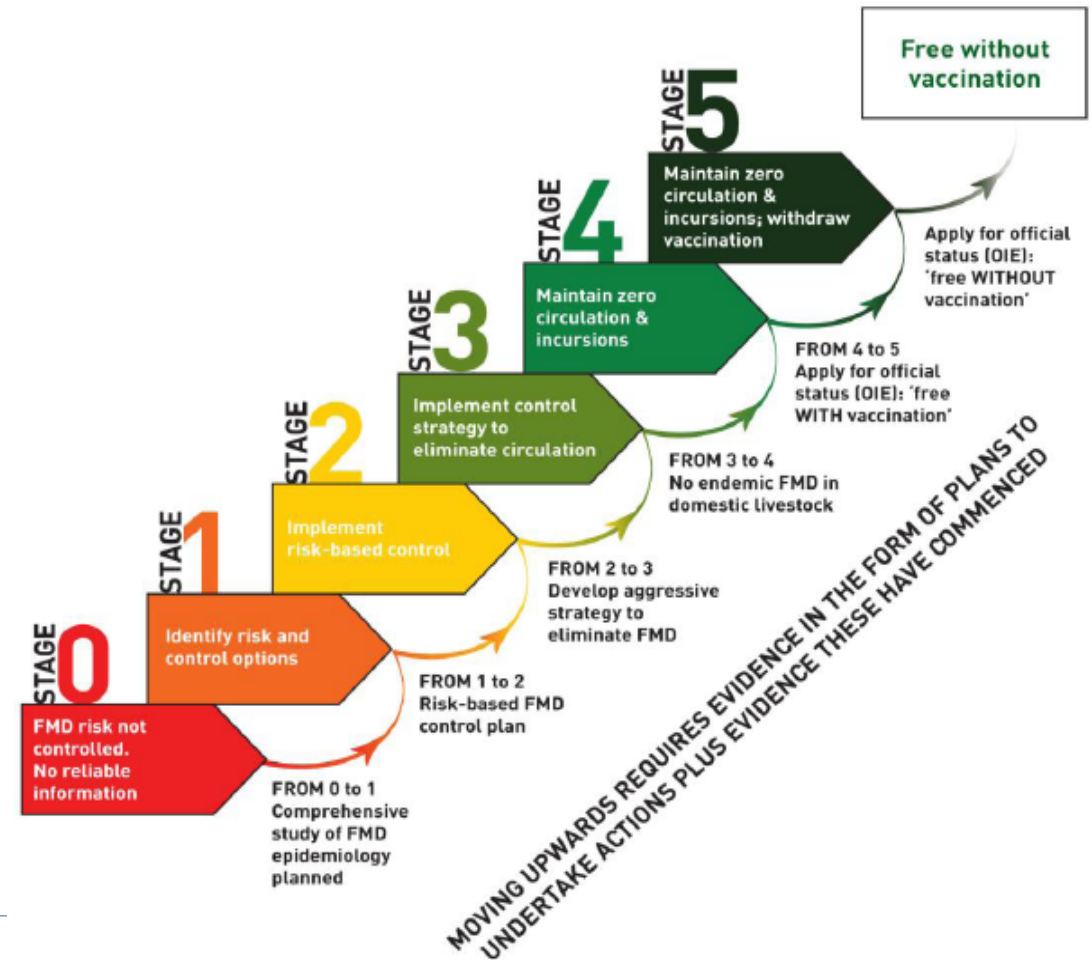 Free without
vaccination
STAGE 5
Maintain zero
circulation &
incursions; withdraw
vaccination
Apply for official
status (OIE):
'free WITHOUT
vaccination'
STAGE 4
Maintain zero
circulation &
incursions
FROM 4 to 5
Apply for official
status (OIE): 'free
WITH vaccination'
STAGE 3
Implement control
strategy to
eliminate circulation
FROM 3 to 4
No endemic FMD in
domestic livestock
STAGE 2
Implement
risk-based control
FROM 2 to 3
Develop aggressive
strategy to
eliminate FMD
STAGE 1
Identify risk and
control options
FROM 1 to 2
Risk-based FMD
control plan
STAGE 0
FMD risk not
controlled.
No reliable
information
FROM 0 to 1
Comprehensive
study of FMD
epidemiology
planned
MOVING UPWARDS REQUIRES EVIDENCE IN THE FORM OF PLANS TO
UNDERTAKE ACTIONS PLUS EVIDENCE THESE HAVE COMMENCED